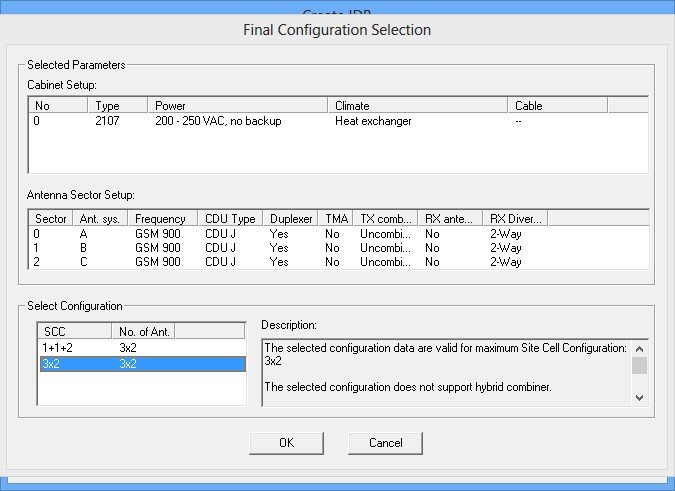 Create IDB
Final Configuration Selection
Selected Parameters
Cabinet Setup:
No Type Power Climate Cable
0 2107 200 - 250 VAC, no backup Heat exchanger --
Antenna Sector Setup:
Sector Ant. sys. Frequency CDU Type Duplexer TMA TX comb... RX ante... RX Diver...
0 A GSM 900 CDU J Yes No Uncombi... No 2-Way
1 B GSM 900 CDU J Yes No Uncombi... No 2-Way
2 C GSM 900 CDU J Yes No Uncombi... No 2-Way
Select Configuration
SCC No. of Ant.
1+1+2 3x2
3x2 3x2
Description:
The selected configuration data are valid for maximum Site Cell Configuration:
3x2
The selected configuration does not support hybrid combiner.
OK Cancel